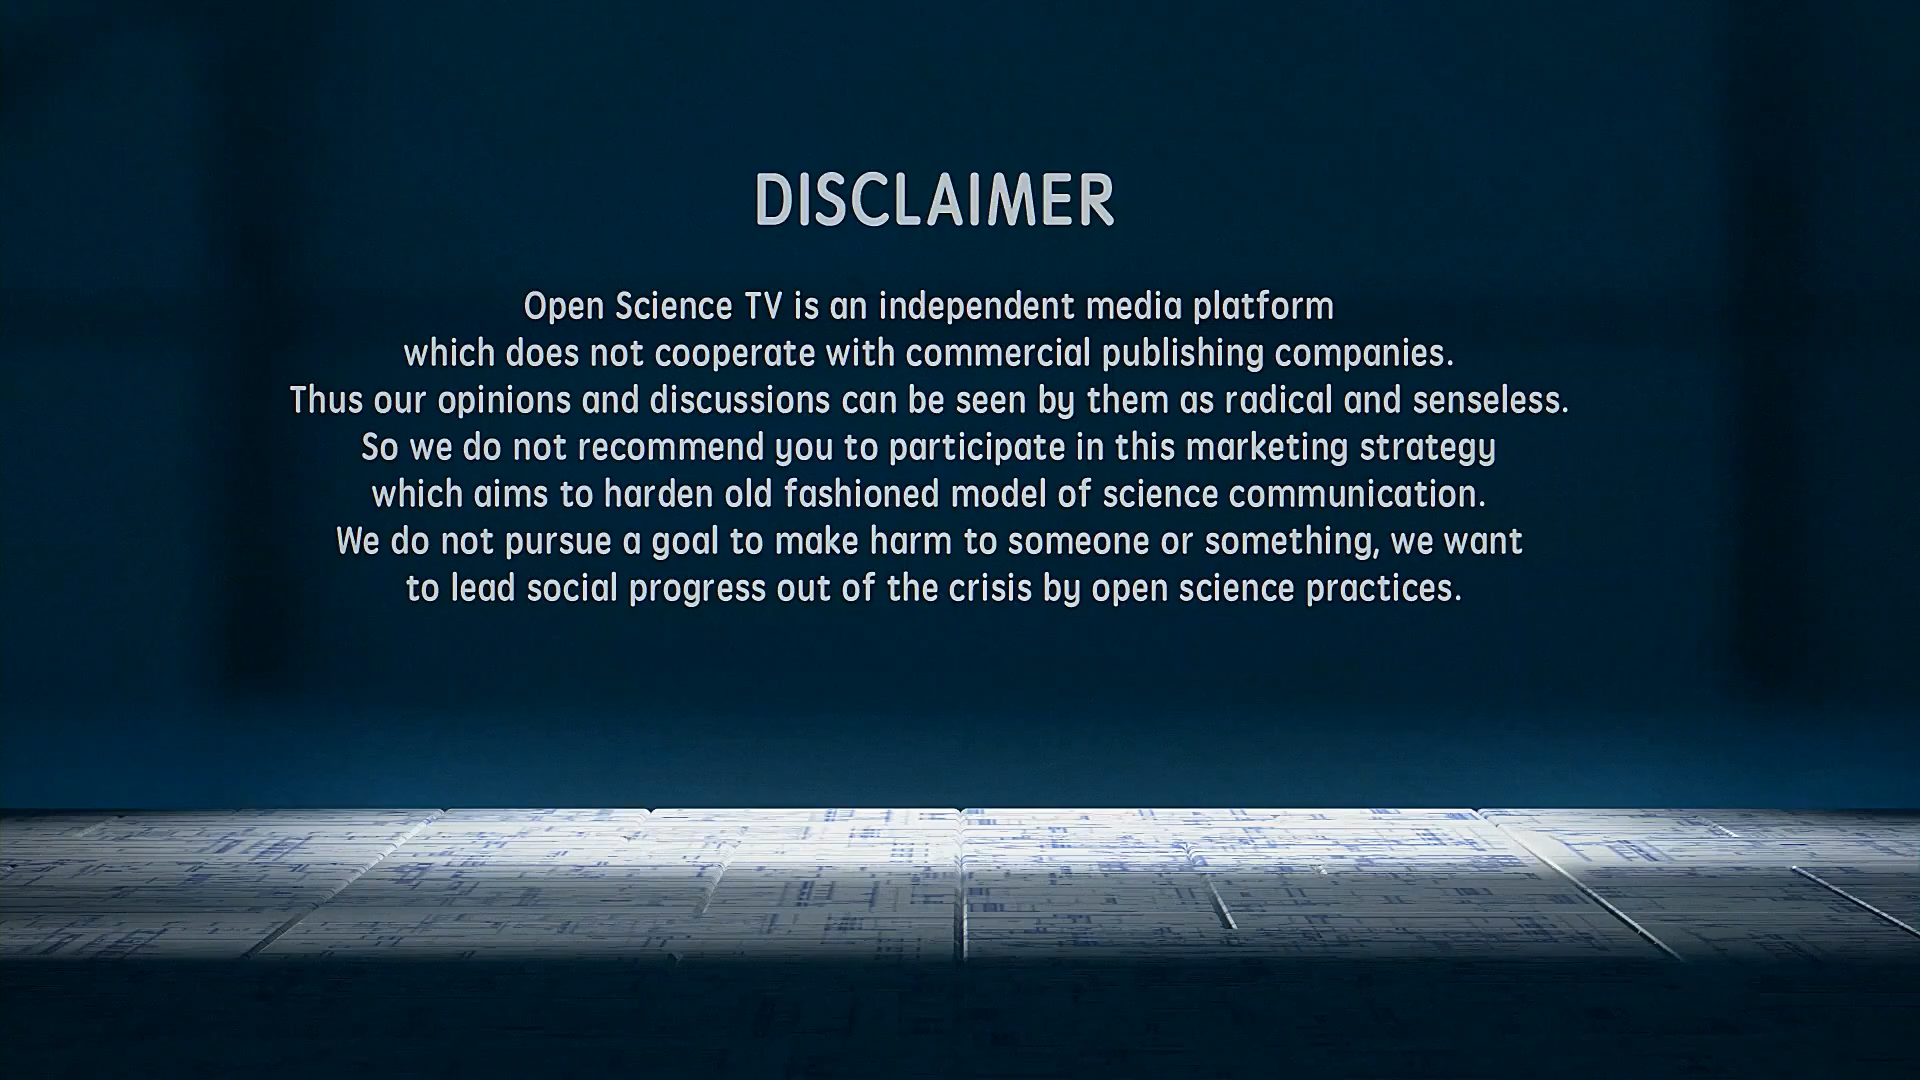 DISCLAIMER
Open Science TV is an independent media platform
which does not cooperate with commercial publishing companies.
Thus our opinions and discussions can be seen by them as radical and senseless.
So we do not recommend you to participate in this marketing strategy
which aims to harden old fashioned model of science communication.
We do not pursue a goal to make harm to someone or something, we want
to lead social progress out of the crisis by open science practices.